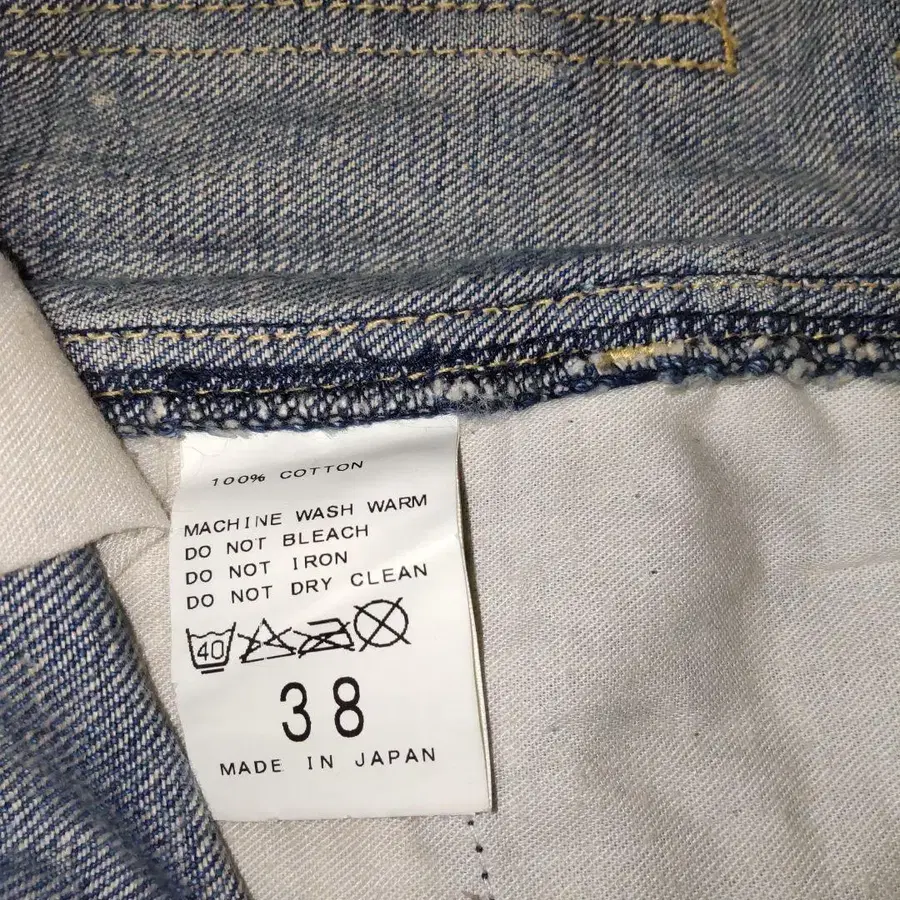 100% COTTON
MACHINE WASH WARM
DO NOT BLEACH
DO NOT IRON
DO NOT DRY CLEAN
40
38
MADE IN JAPAN